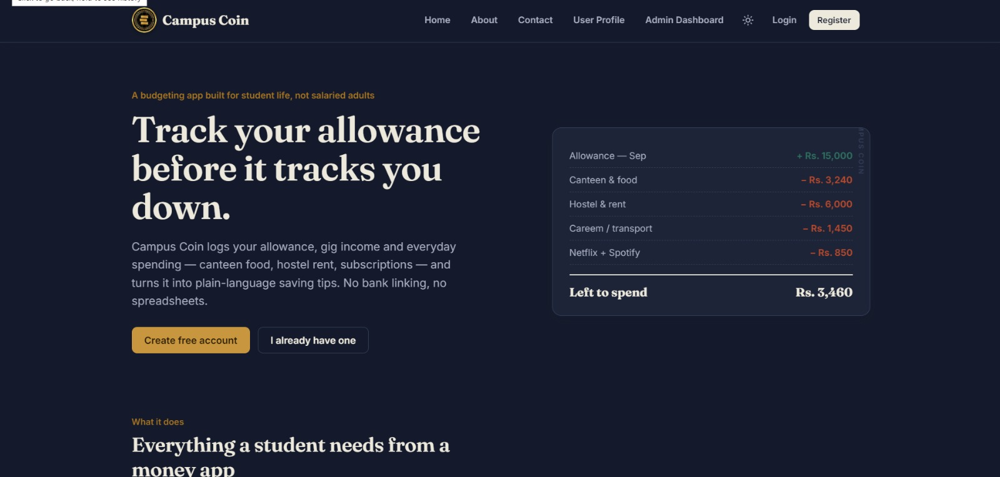 Campus Coin
Home About Contact User Profile Admin Dashboard Login Register
A budgeting app built for student life, not salaried adults
Track your allowance
before it tracks you
down.
Campus Coin logs your allowance, gig income and everyday
spending — canteen food, hostel rent, subscriptions — and
turns it into plain-language saving tips. No bank linking, no
spreadsheets.
Create free account I already have one
Allowance — Sep + Rs. 15,000
Canteen & food – Rs. 3,240
Hostel & rent – Rs. 6,000
Careem / transport – Rs. 1,450
Netflix + Spotify – Rs. 850
Left to spend Rs. 3,460
COIN
What it does
Everything a student needs from a
money app